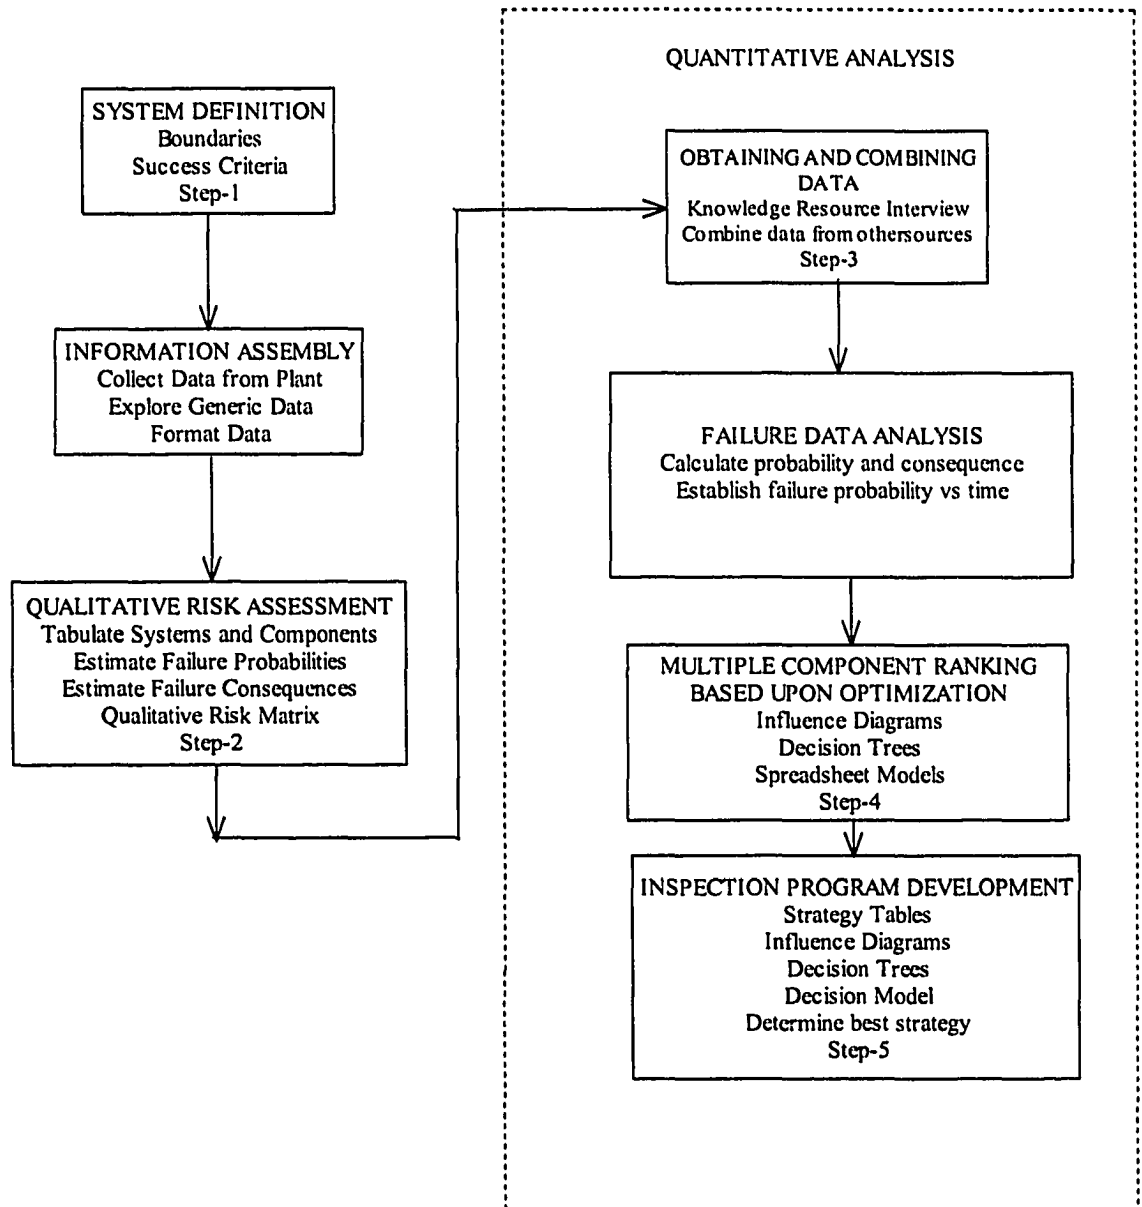 SYSTEM DEFINITION
Boundaries
Success Criteria
Step-1
INFORMATION ASSEMBLY
Collect Data from Plant
Explore Generic Data
Format Data
QUALITATIVE RISK ASSESSMENT
Tabulate Systems and Components
Estimate Failure Probabilities
Estimate Failure Consequences
Qualitative Risk Matrix
Step-2
QUANTITATIVE ANALYSIS
OBTAINING AND COMBINING
DATA
Knowledge Resource Interview
Combine data from othersources
Step-3
FAILURE DATA ANALYSIS
Calculate probability and consequence
Establish failure probability vs time
MULTIPLE COMPONENT RANKING
BASED UPON OPTIMIZATION
Influence Diagrams
Decision Trees
Spreadsheet Models
Step-4
INSPECTION PROGRAM DEVELOPMENT
Strategy Tables
Influence Diagrams
Decision Trees
Decision Model
Determine best strategy
Step-5